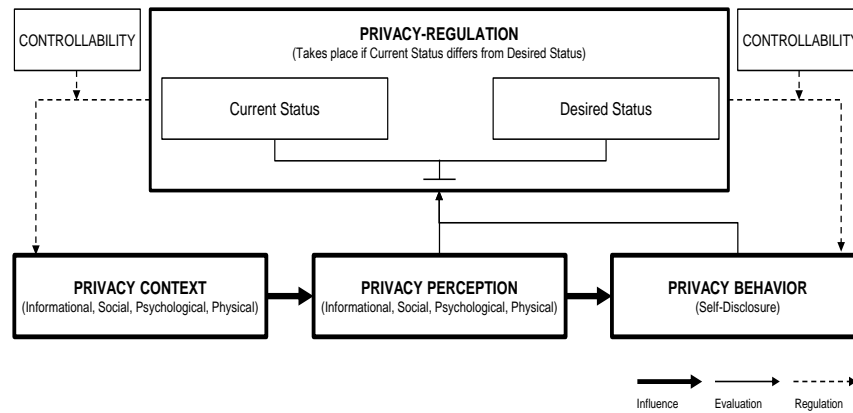 PRIVACY-REGULATION
(Takes place if Current Status differs from Desired Status)
CONTROLLABILITY
CONTROLLABILITY
Current Status
Desired Status
PRIVACY CONTEXT
(Informational, Social, Psychological, Physical)
PRIVACY PERCEPTION
(Informational, Social, Psychological, Physical)
PRIVACY BEHAVIOR
(Self-Disclosure)
Influence
Evaluation
Regulation